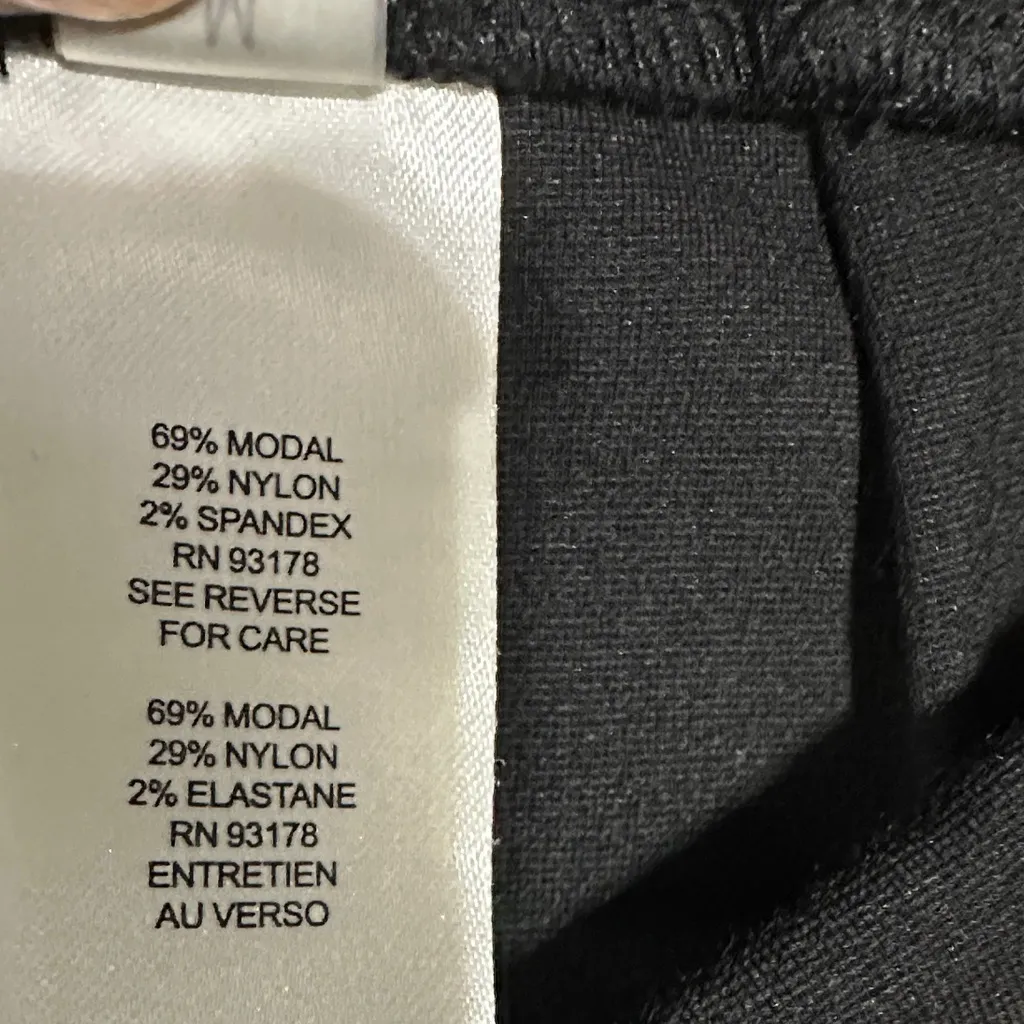 M
69% MODAL
29% NYLON
2% SPANDEX
RN 93178
SEE REVERSE
FOR CARE
69% MODAL
29% NYLON
2% ELASTANE
RN 93178
ENTRETIEN
AU VERSO